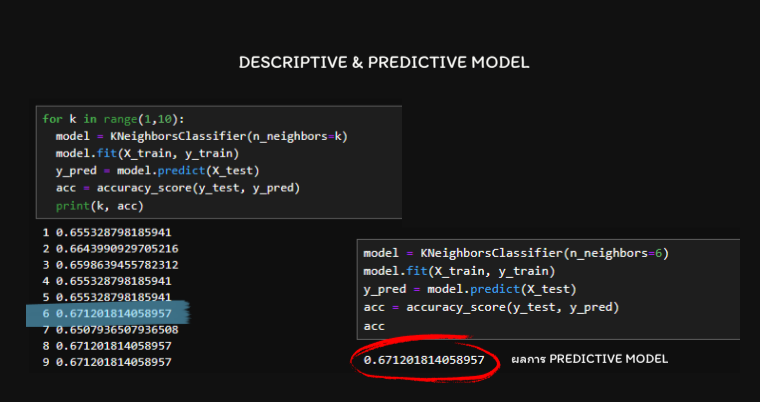 DESCRIPTIVE & PREDICTIVE MODEL
for k in range(1,10):
model = KNeighborsClassifier(n_neighbors=k)
model.fit(X_train, y_train)
y_pred = model.predict(X_test)
acc = accuracy_score(y_test, y_pred)
print(k, acc)
1 0.655328798185941
2 0.6643990929705216
3 0.6598639455782312
4 0.655328798185941
5 0.655328798185941
6 0.671201814058957
7 0.6507936507936508
8 0.671201814058957
9 0.671201814058957
model = KNeighborsClassifier(n_neighbors=6)
model.fit(X_train, y_train)
y_pred = model.predict(X_test)
acc = accuracy_score(y_test, y_pred)
acc
0.671201814058957
ผลการ PREDICTIVE MODEL